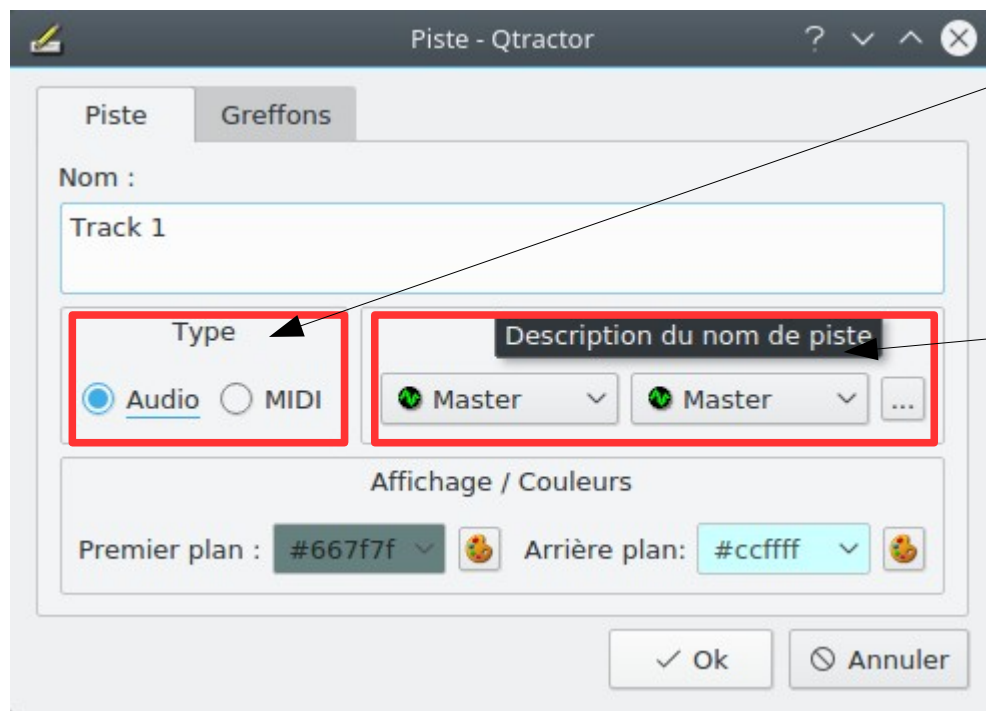 Piste - Qtractor
Piste Greffons
Nom :
Track 1
Type
Description du nom de piste
Audio MIDI Master Master ...
Affichage / Couleurs
Premier plan : #667f7f Arrière plan: #ccffff
Ok Annuler